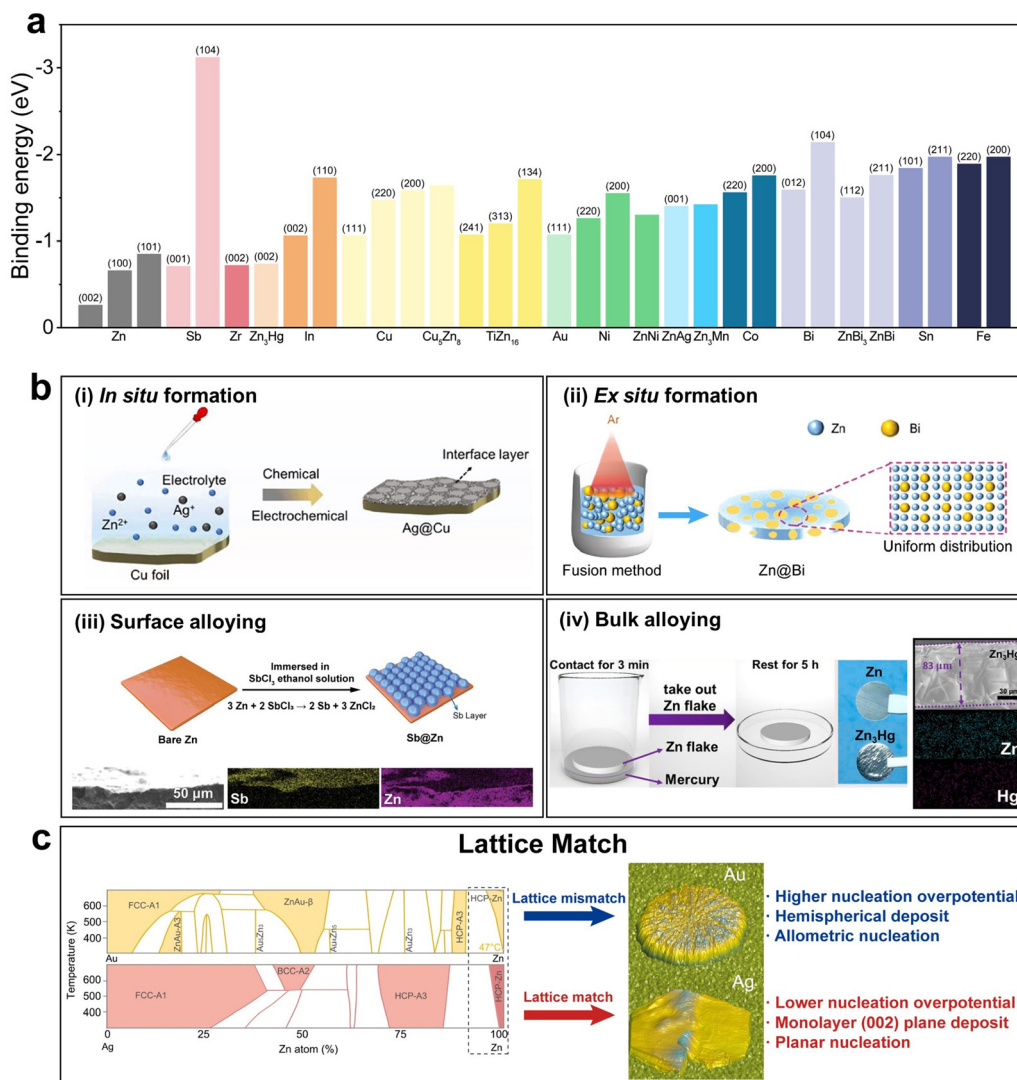 a
Binding energy (eV)
-3
-2
-1
0
(002) (100) (101) (001) (104) (002) (002) (002) (110) (111) (220) (200) (241) (313) (134) (111) (220) (200) (001) (220) (200) (012) (104) (112) (211) (101) (211) (220) (200)
Zn Sb Zr Zn3Hg In Cu Cu5Zn8 TiZn16 Au Ni ZnNi ZnAg Zn3Mn Co Bi ZnBi3 ZnBi Sn Fe
b
(i) In situ formation
Electrolyte
Ag+
Zn2+
Cu foil
Chemical
Electrochemical
Interface layer
Ag@Cu
(ii) Ex situ formation
Ar
Zn Bi
Fusion method
Zn@Bi
Uniform distribution
(iii) Surface alloying
Immersed in
SbCl3 ethanol solution
3 Zn + 2 SbCl3 → 2 Sb + 3 ZnCl2
Bare Zn
Sb Layer
Sb@Zn
50 μm
Sb
Zn
(iv) Bulk alloying
Contact for 3 min
take out
Zn flake
Rest for 5 h
Zn flake
Mercury
Zn
Zn3Hg
Zn3Hg
83 μm
30 μm
Zn
Hg
c
Lattice Match
Temperature (K)
600
500
400
FCC-A1
ZnAu-A3
ZnAu-β
HCP-A3
HCP-Zn
47°C
Au
Zn
600
500
400
300
FCC-A1
BCC-A2
HCP-A3
HCP-Zn
0 25 50 75 100
Ag
Zn atom (%)
Zn
Lattice mismatch
Au
· Higher nucleation overpotential
· Hemispherical deposit
· Allometric nucleation
Lattice match
Ag
· Lower nucleation overpotential
· Monolayer (002) plane deposit
· Planar nucleation